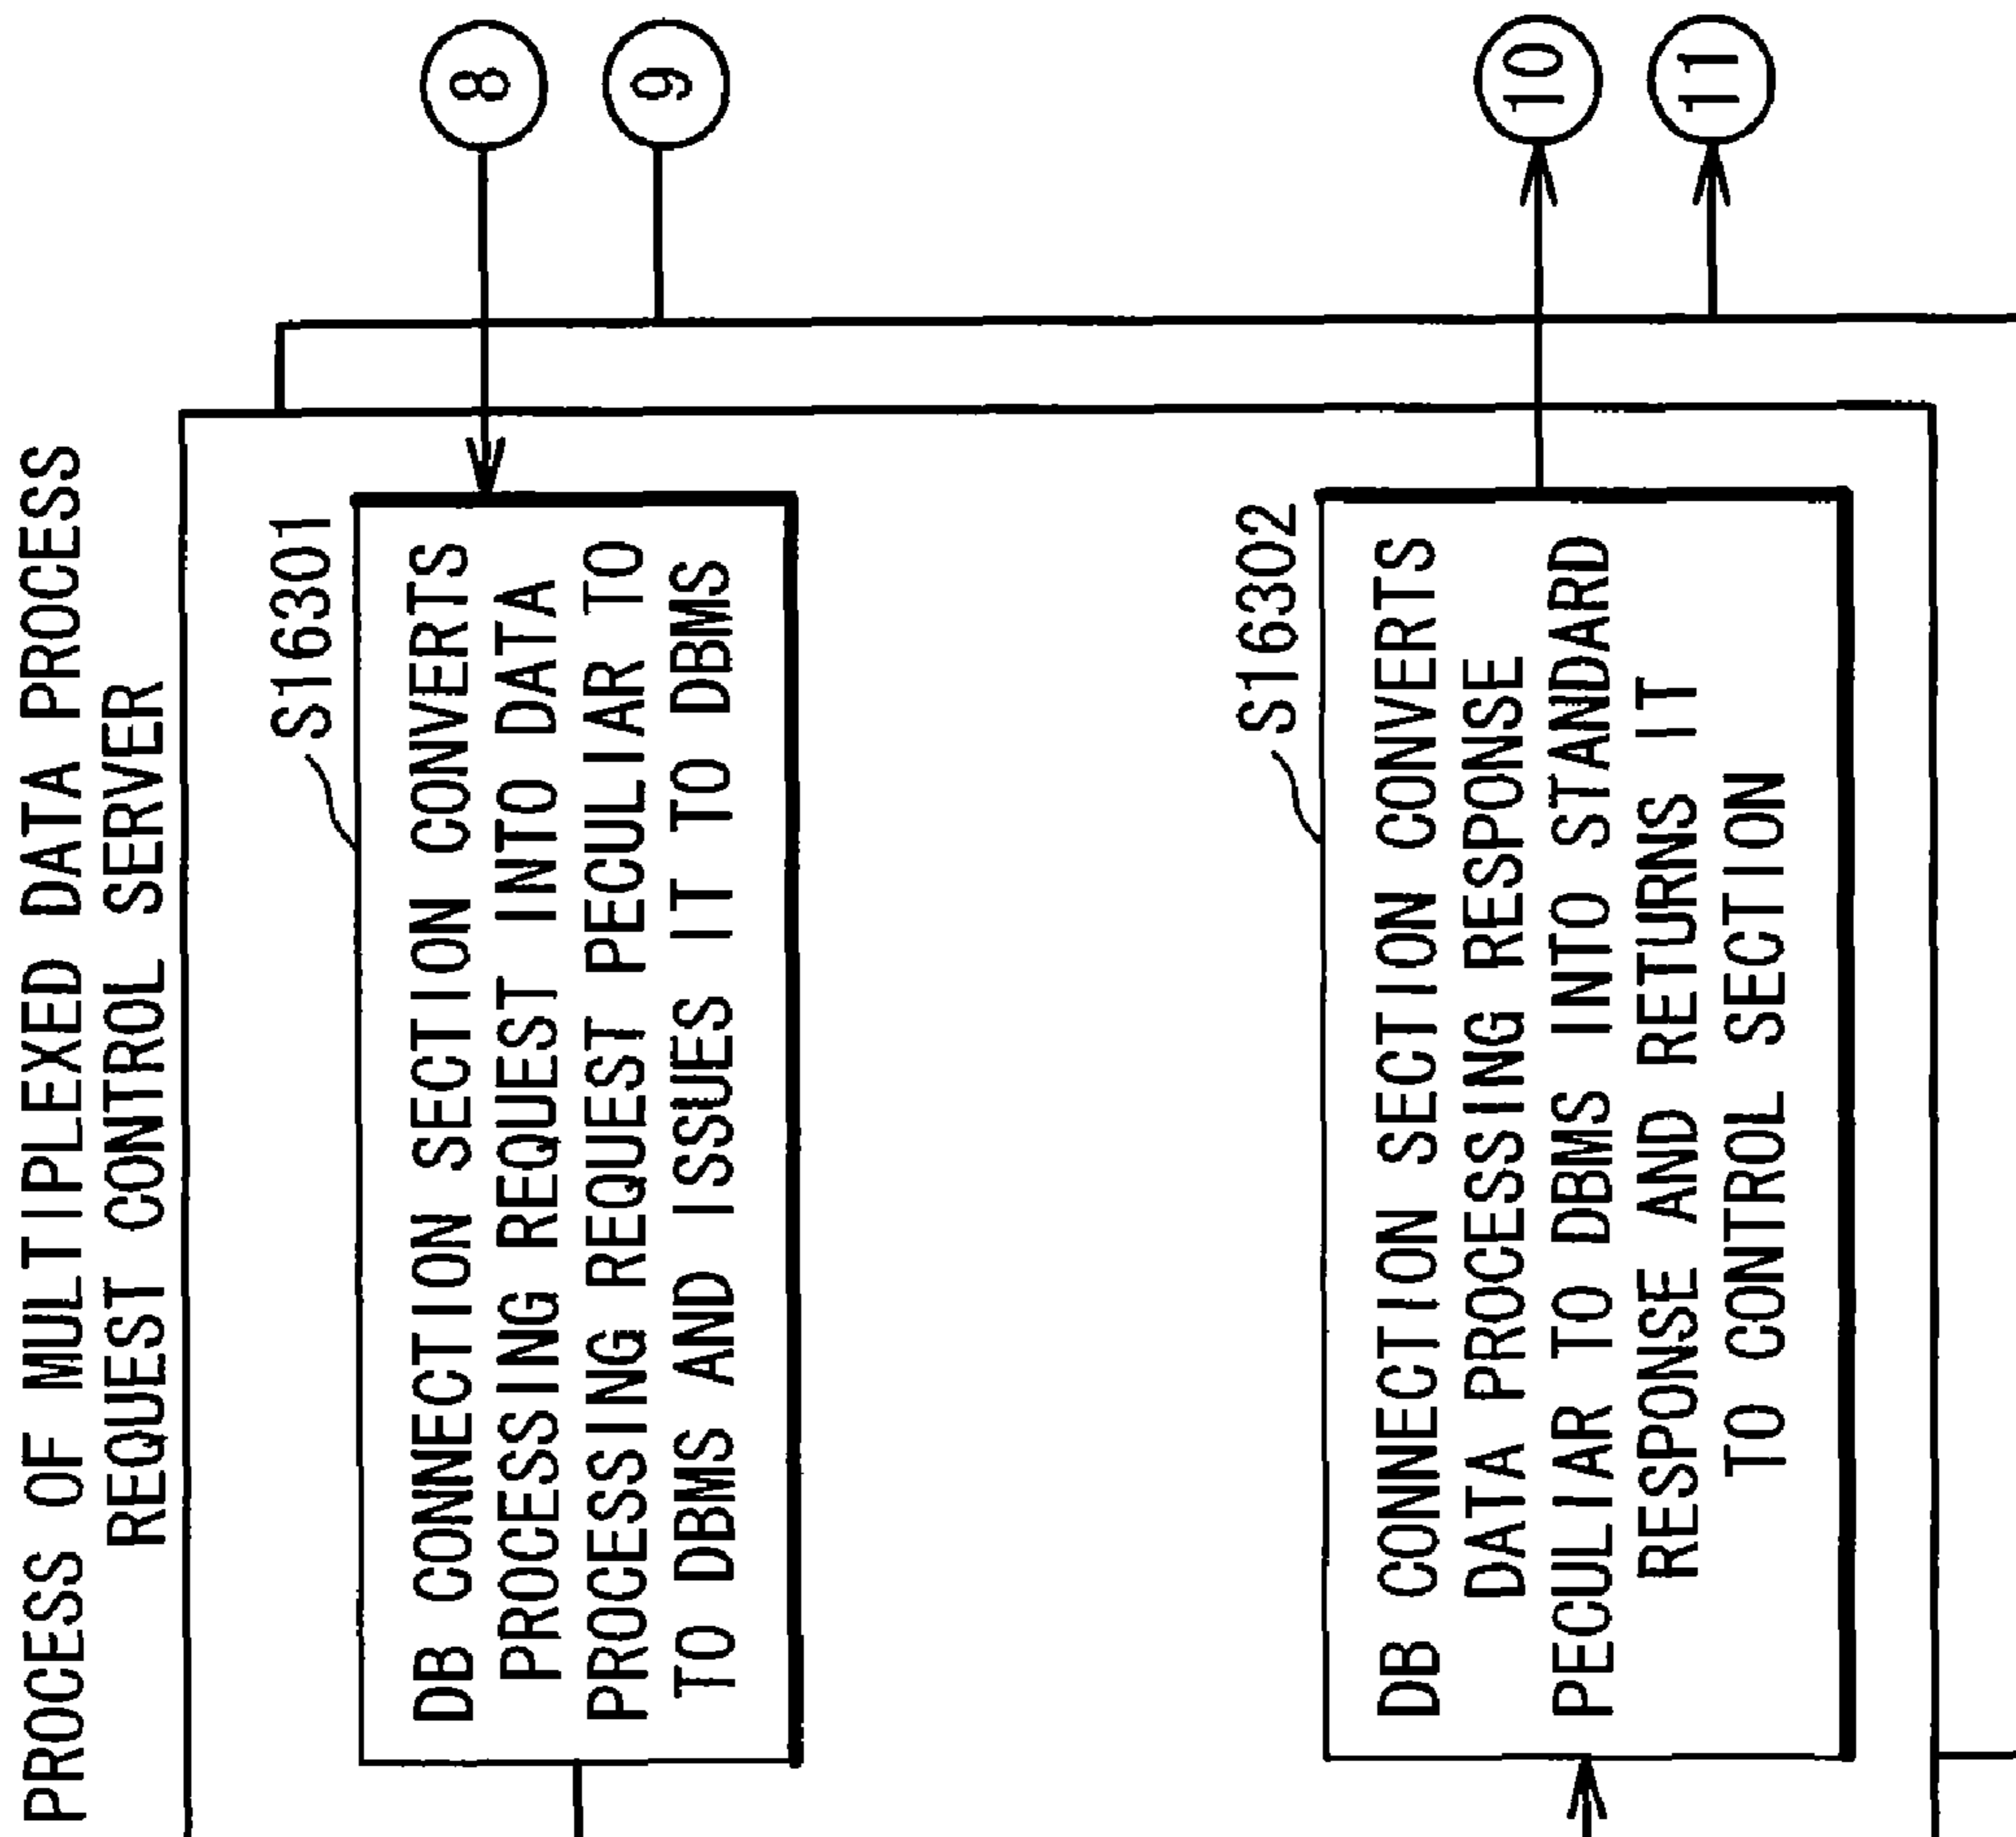 PROCESS OF MULTIPLEXED DATA PROCESS
REQUEST CONTROL SERVER
S16301
DB CONNECTION SECTION CONVERTS
PROCESSING REQUEST INTO DATA
PROCESSING REQUEST PECULIAR TO
TO DBMS AND ISSUES IT TO DBMS
8
9
S16302
DB CONNECTION SECTION CONVERTS
DATA PROCESSING RESPONSE
PECULIAR TO DBMS INTO STANDARD
RESPONSE AND RETURNS IT
TO CONTROL SECTION
10
11